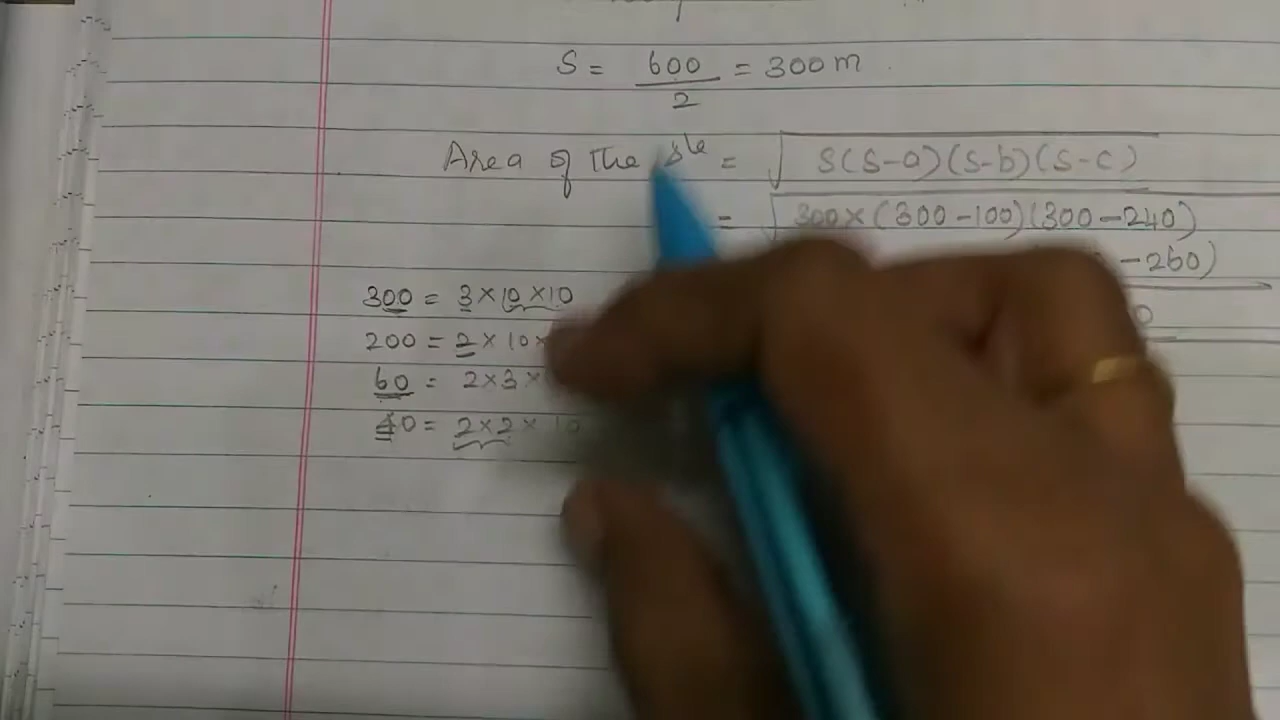 S = 600/2 = 300 m
Area of the = √S(S-a)(S-b)(S-c)
= √300×(300-100)(300-240)
-260)
300 = 3×10×10
200 = 2×10×
60 = 2×3×
40 = 2×2×10